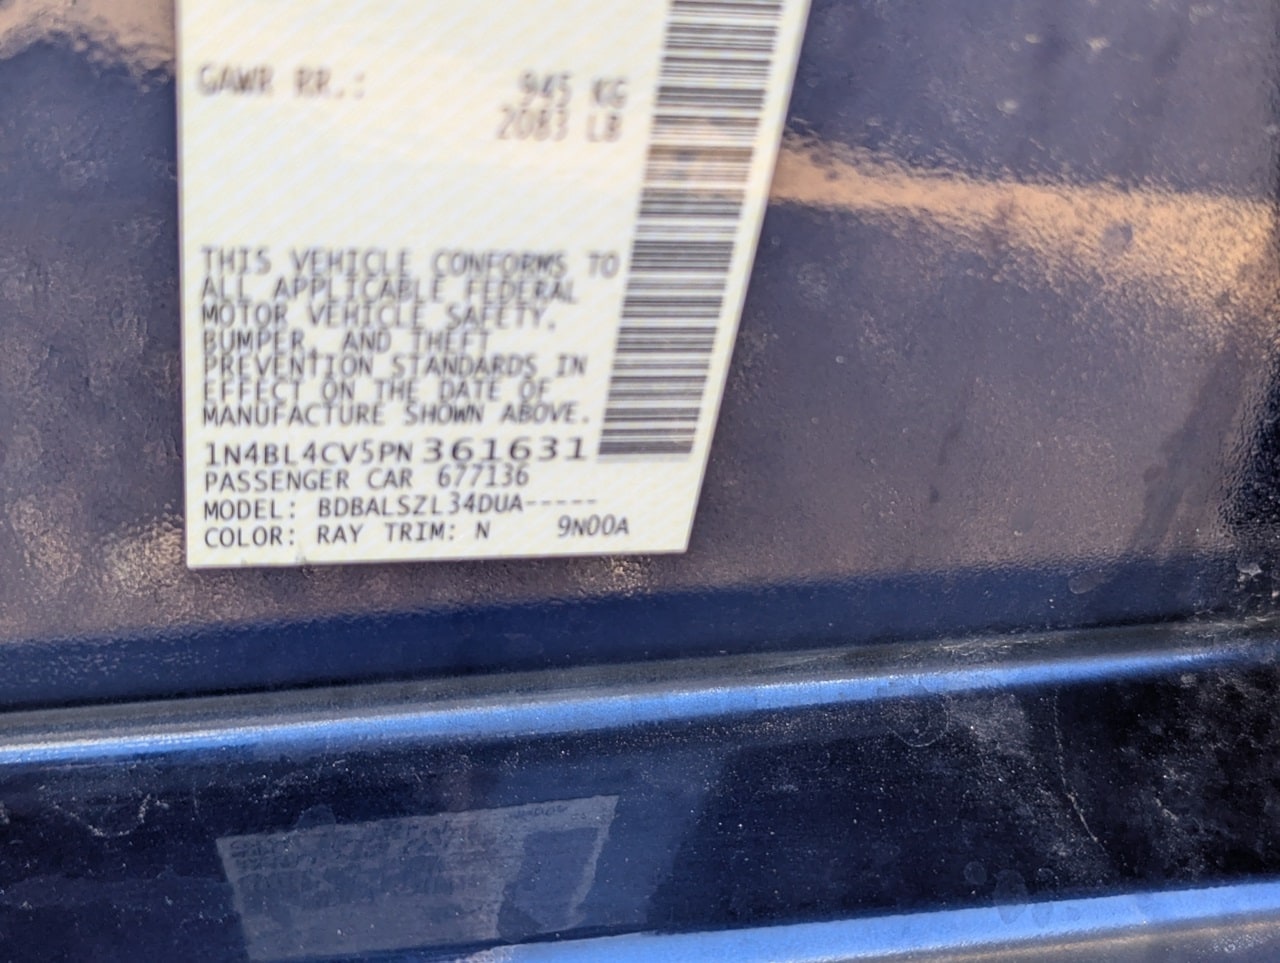 GAWR RR.: 945 KG
2083 LB
THIS VEHICLE CONFORMS TO
ALL APPLICABLE FEDERAL
MOTOR VEHICLE SAFETY,
BUMPER, AND THEFT
PREVENTION STANDARDS IN
EFFECT ON THE DATE OF
MANUFACTURE SHOWN ABOVE.
1N4BL4CV5PN361631
PASSENGER CAR 677136
MODEL: BDBALSZL34DUA-----
COLOR: RAY TRIM: N 9N00A